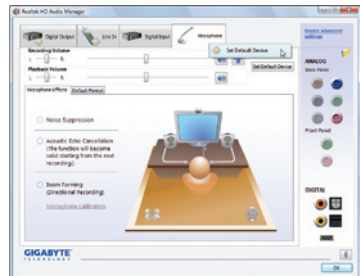 Realtek HD Audio Manager
Digital Output
Line In
Digital Input
Microphone
Device advanced settings
Set Default Device
Recording Volume
L
R
Set Default Device
Playback Volume
L
R
ANALOG
Back Panel
Microphone Effects
Default Format
Noise Suppression
Acoustic Echo Cancellation
(The function will become
valid starting from the next
recording.)
Front Panel
Beam Forming
(Directional Recording)
Microphone Calibration
DIGITAL
GIGABYTE
TECHNOLOGY
OK